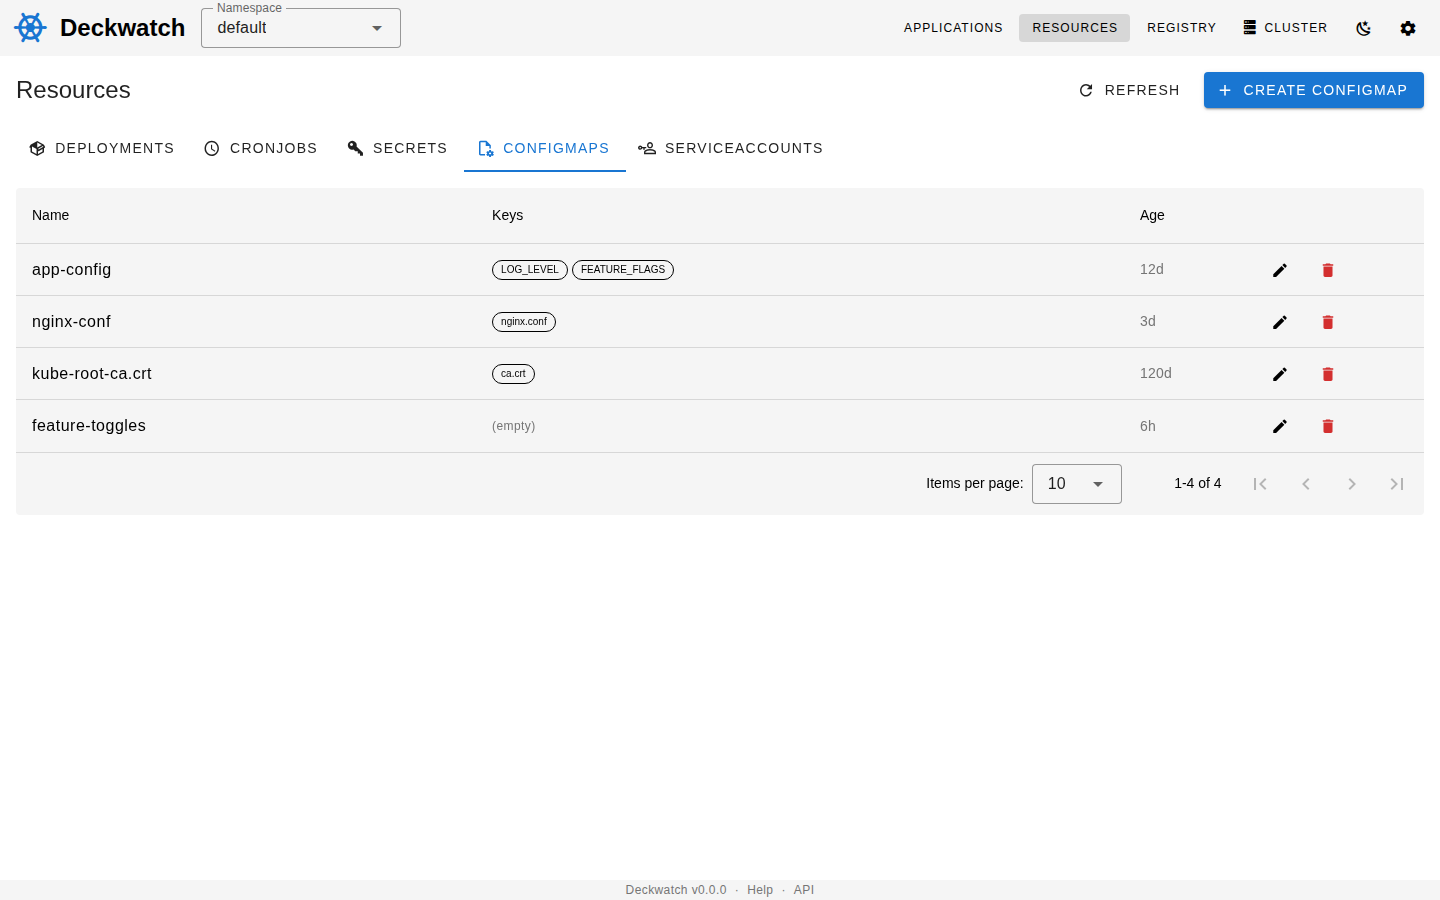 Deckwatch
Namespace
default
APPLICATIONS
RESOURCES
REGISTRY
CLUSTER
Resources
REFRESH
CREATE CONFIGMAP
DEPLOYMENTS
CRONJOBS
SECRETS
CONFIGMAPS
SERVICEACCOUNTS
Name Keys Age
app-config LOG_LEVEL FEATURE_FLAGS 12d
nginx-conf nginx.conf 3d
kube-root-ca.crt ca.crt 120d
feature-toggles (empty) 6h
Items per page: 10 1-4 of 4
Deckwatch v0.0.0 · Help · API